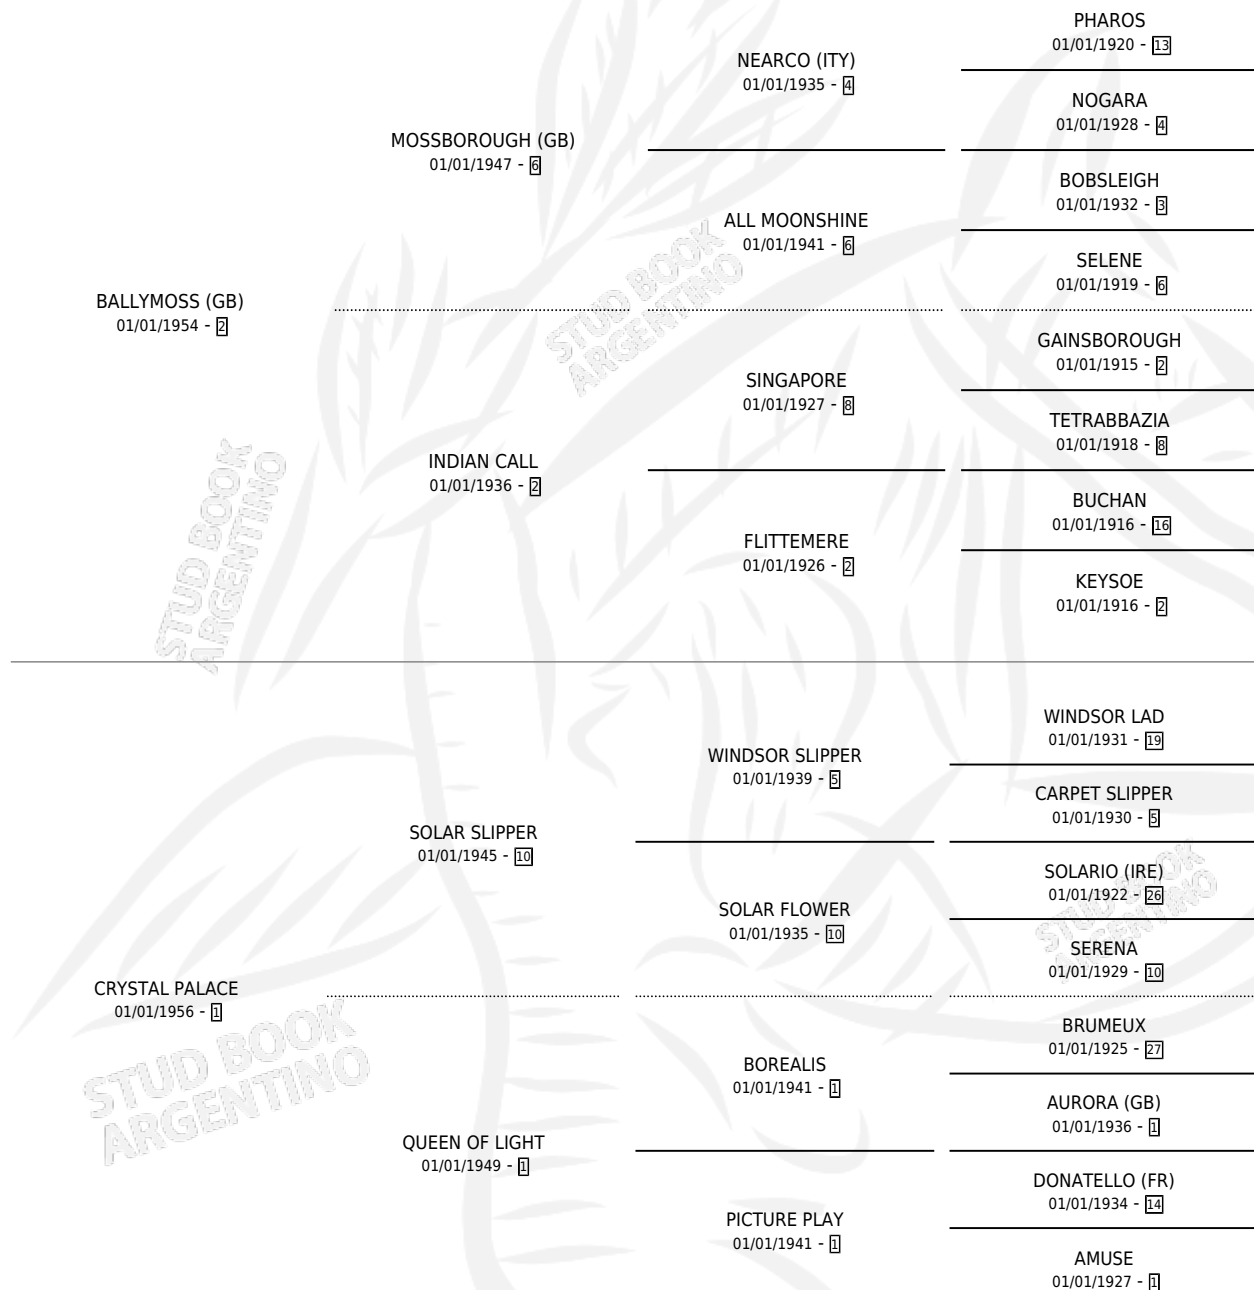 PHAROS
01/01/1920 - 13
NEARCO (ITY)
01/01/1935 - 4
NOGARA
01/01/1928 - 4
MOSSBOROUGH (GB)
01/01/1947 - 6
BOBSLEIGH
01/01/1932 - 3
ALL MOONSHINE
01/01/1941 - 6
SELENE
01/01/1919 - 6
BALLYMOSS (GB)
01/01/1954 - 2
GAINSBOROUGH
01/01/1915 - 2
SINGAPORE
01/01/1927 - 8
TETRABBAZIA
01/01/1918 - 8
INDIAN CALL
01/01/1936 - 2
BUCHAN
01/01/1916 - 16
FLITTEMERE
01/01/1926 - 2
KEYSOE
01/01/1916 - 2
WINDSOR LAD
01/01/1931 - 19
WINDSOR SLIPPER
01/01/1939 - 5
CARPET SLIPPER
01/01/1930 - 5
SOLAR SLIPPER
01/01/1945 - 10
SOLARIO (IRE)
01/01/1922 - 26
SOLAR FLOWER
01/01/1935 - 10
SERENA
01/01/1929 - 10
CRYSTAL PALACE
01/01/1956 - 1
BRUMEUX
01/01/1925 - 27
BOREALIS
01/01/1941 - 1
AURORA (GB)
01/01/1936 - 1
QUEEN OF LIGHT
01/01/1949 - 1
DONATELLO (FR)
01/01/1934 - 14
PICTURE PLAY
01/01/1941 - 1
AMUSE
01/01/1927 - 1
STUD BOOK
ARGENTINO
STUD BOOK
ARGENTINO
STUD BOOK
ARGENTINO
STUD BOOK
ARGENTINO